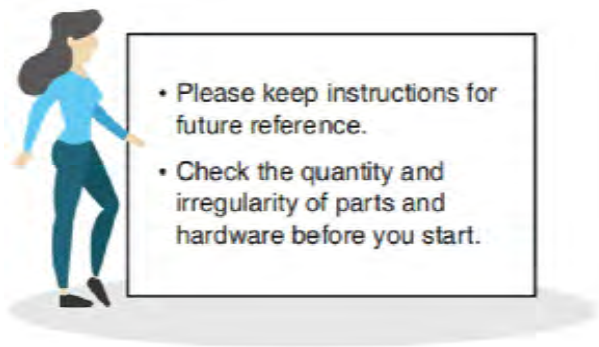 • Please keep instructions for
future reference.
• Check the quantity and
irregularity of parts and
hardware before you start.